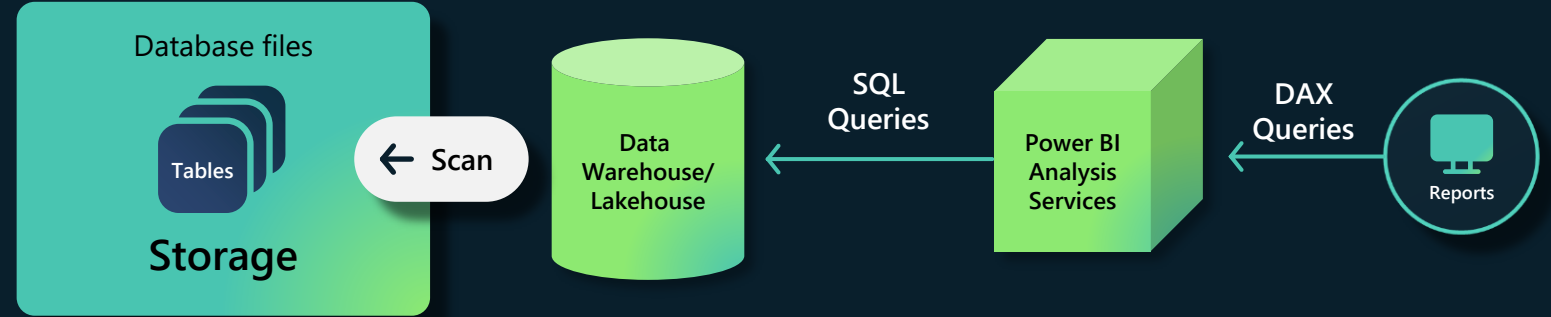 Database files
Tables
Storage
Scan
Data
Warehouse/
Lakehouse
SQL
Queries
Power BI
Analysis
Services
DAX
Queries
Reports